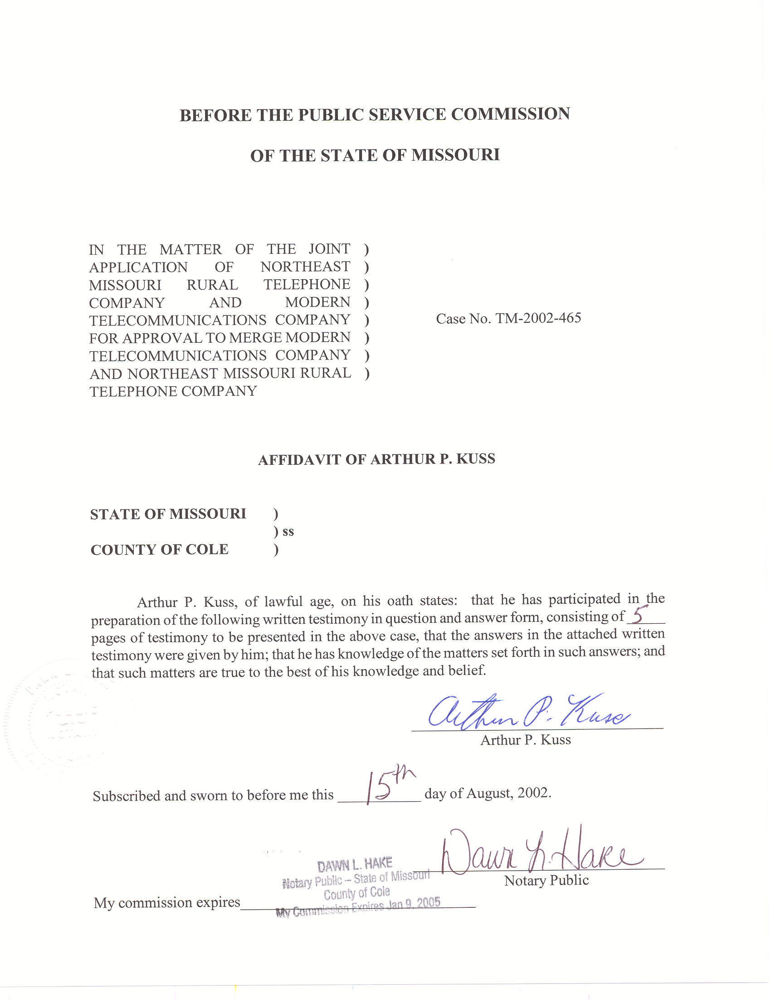 BEFORE THE PUBLIC SERVICE COMMISSION
OF THE STATE OF MISSOURI
IN THE MATTER OF THE JOINT )
APPLICATION OF NORTHEAST )
MISSOURI RURAL TELEPHONE )
COMPANY AND MODERN )
TELECOMMUNICATIONS COMPANY ) Case No. TM-2002-465
FOR APPROVAL TO MERGE MODERN )
TELECOMMUNICATIONS COMPANY )
AND NORTHEAST MISSOURI RURAL )
TELEPHONE COMPANY
AFFIDAVIT OF ARTHUR P. KUSS
STATE OF MISSOURI )
) ss
COUNTY OF COLE )
Arthur P. Kuss, of lawful age, on his oath states: that he has participated in the
preparation of the following written testimony in question and answer form, consisting of 5
pages of testimony to be presented in the above case, that the answers in the attached written
testimony were given by him; that he has knowledge of the matters set forth in such answers; and
that such matters are true to the best of his knowledge and belief.
Arthur P. Kuss
Arthur P. Kuss
Subscribed and sworn to before me this 15th day of August, 2002.
Dawn L. Hake
Notary Public
DAWN L. HAKE
Notary Public – State of Missouri
County of Cole
My Commission Expires Jan 9, 2005
My commission expires